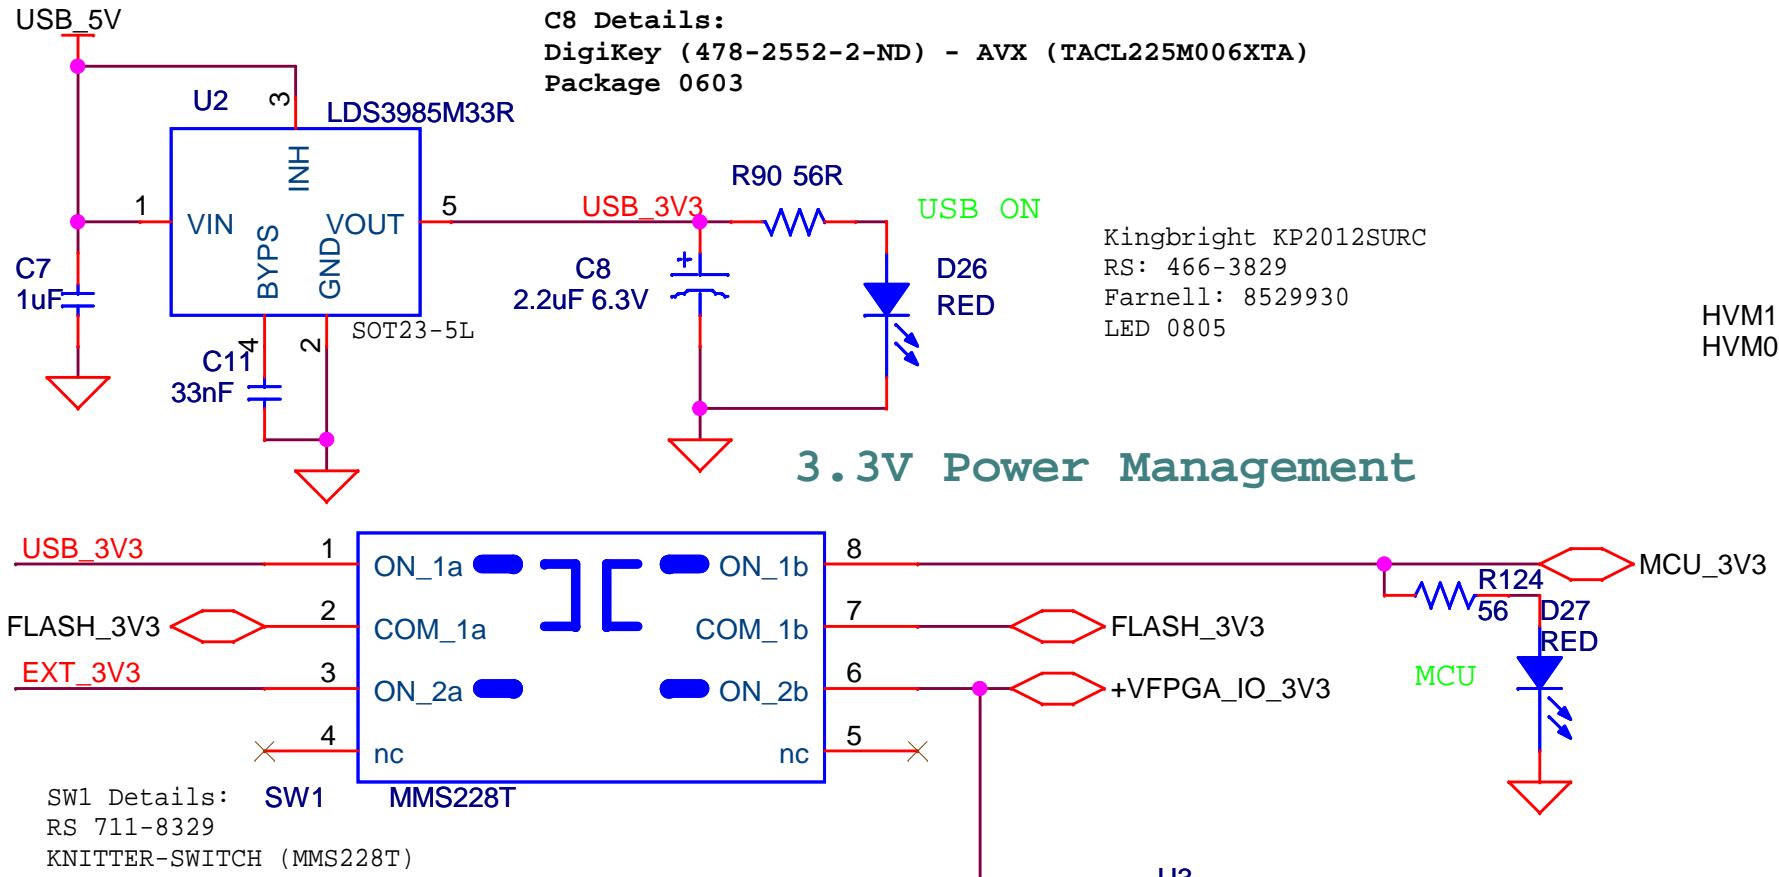 USB_5V
C8 Details:
DigiKey (478-2552-2-ND) - AVX (TACL225M006XTA)
Package 0603
U2
3
LDS3985M33R
INH
1
VIN
VOUT
5
BYPS
GND
USB_3V3
R90 56R
USB ON
C7
1uF
C8
2.2uF 6.3V
D26
RED
Kingbright KP2012SURC
RS: 466-3829
Farnell: 8529930
LED 0805
HVM1
HVM0
SOT23-5L
4
2
C11
33nF
3.3V Power Management
USB_3V3
1
ON_1a
ON_1b
8
MCU_3V3
FLASH_3V3
2
COM_1a
COM_1b
7
FLASH_3V3
R124
56
D27
RED
EXT_3V3
3
ON_2a
ON_2b
6
+VFPGA_IO_3V3
MCU
4
nc
nc
5
SW1 Details:
SW1
MMS228T
RS 711-8329
KNITTER-SWITCH (MMS228T)